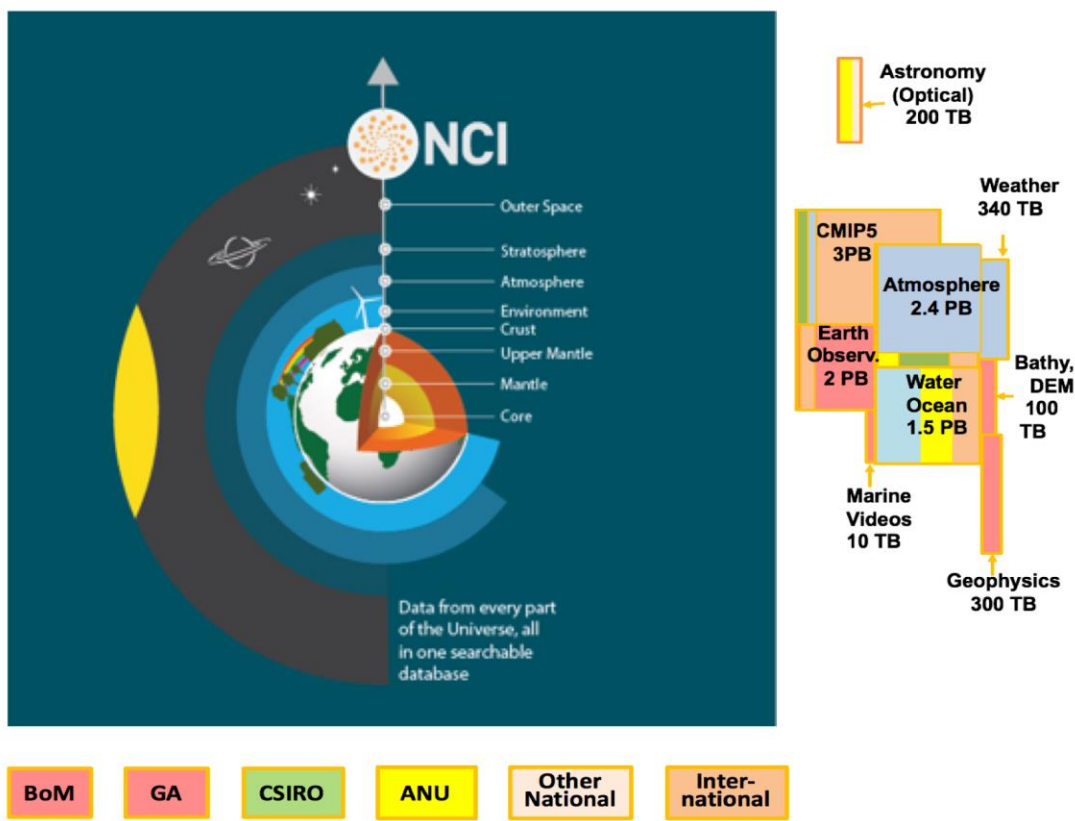 NCI
Outer Space
Stratosphere
Atmosphere
Environment
Crust
Upper Mantle
Mantle
Core
Data from every part
of the Universe, all
in one searchable
database
Astronomy
(Optical)
200 TB
Weather
340 TB
CMIP5
3PB
Atmosphere
2.4 PB
Earth
Observ.
2 PB
Water
Ocean
1.5 PB
Bathy,
DEM
100
TB
Marine
Videos
10 TB
Geophysics
300 TB
BoM
GA
CSIRO
ANU
Other
National
Inter-
national